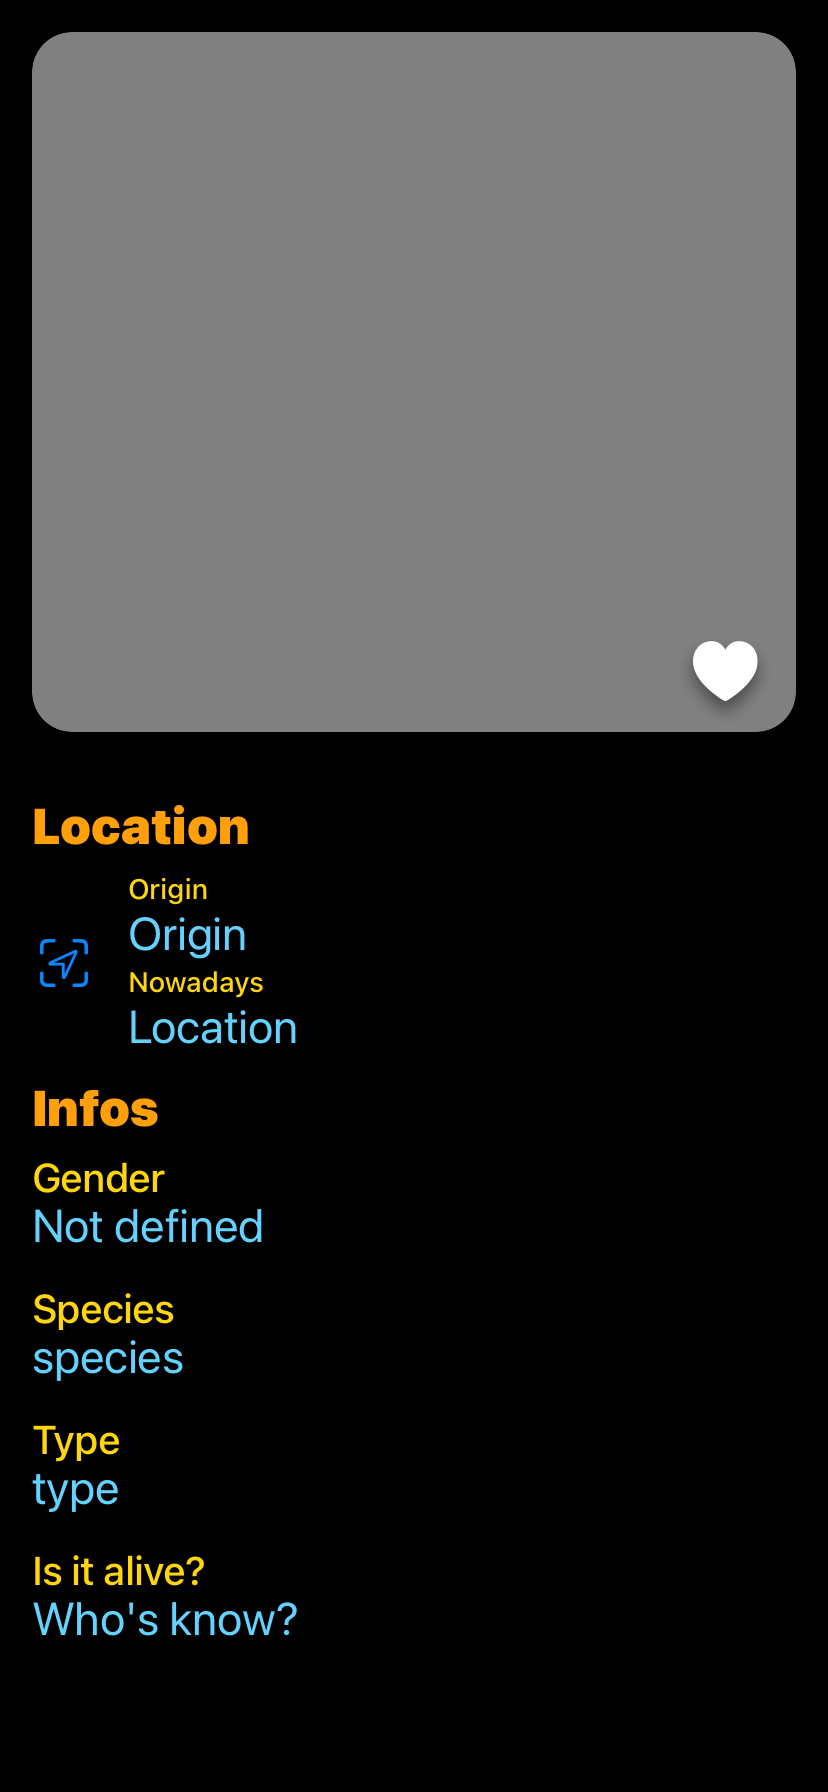 Location
Origin
Origin
Nowadays
Location
Infos
Gender
Not defined
Species
species
Type
type
Is it alive?
Who's know?